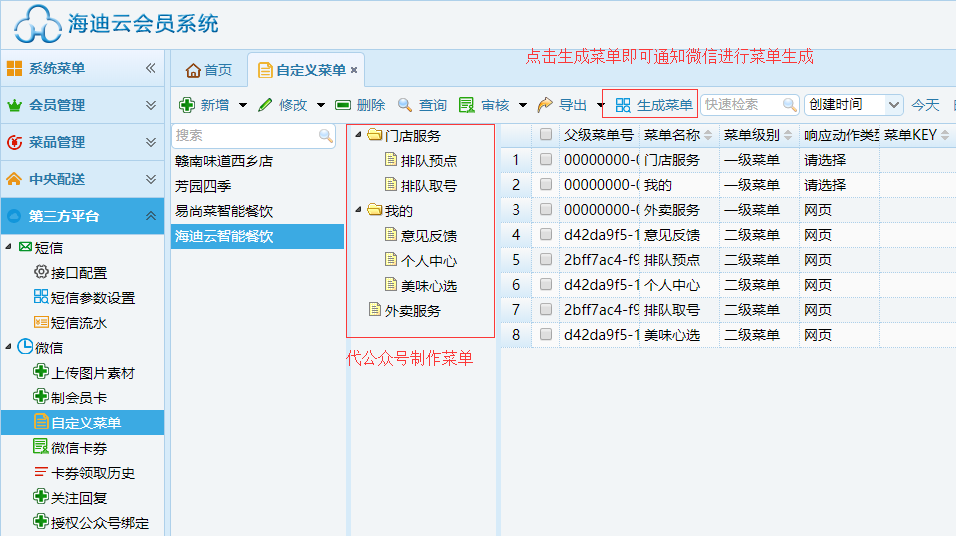 海迪云会员系统
点击生成菜单即可通知微信进行菜单生成
系统菜单
首页
自定义菜单 ×
会员管理
新增 修改 删除 查询 审核 导出 生成菜单 快速检索 创建时间 今天
菜品管理
中央配送
第三方平台
短信
接口配置
短信参数设置
短信流水
微信
上传图片素材
制会员卡
自定义菜单
微信卡券
卡券领取历史
关注回复
授权公众号绑定
搜索
赣南味道西乡店
芳园四季
易尚菜智能餐饮
海迪云智能餐饮
门店服务
排队预点
排队取号
我的
意见反馈
个人中心
美味心选
外卖服务
代公众号制作菜单
父级菜单号 菜单名称 菜单级别 响应动作类型 菜单KEY
1 00000000-0 门店服务 一级菜单 请选择
2 00000000-0 我的 一级菜单 请选择
3 00000000-0 外卖服务 一级菜单 网页
4 d42da9f5-1 意见反馈 二级菜单 网页
5 2bff7ac4-f9 排队预点 二级菜单 网页
6 d42da9f5-1 个人中心 二级菜单 网页
7 2bff7ac4-f9 排队取号 二级菜单 网页
8 d42da9f5-1 美味心选 二级菜单 网页